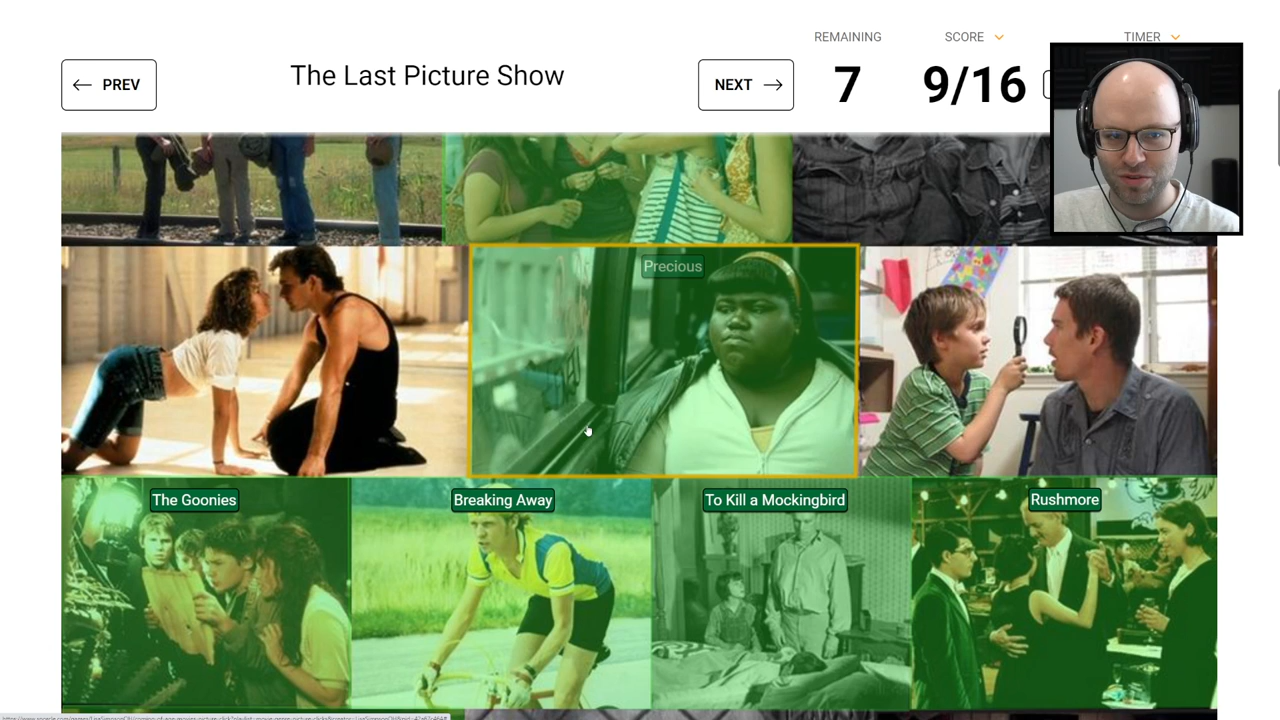 REMAINING
SCORE
TIMER
PREV
The Last Picture Show
NEXT
7
9/16
Precious
The Goonies
Breaking Away
To Kill a Mockingbird
Rushmore